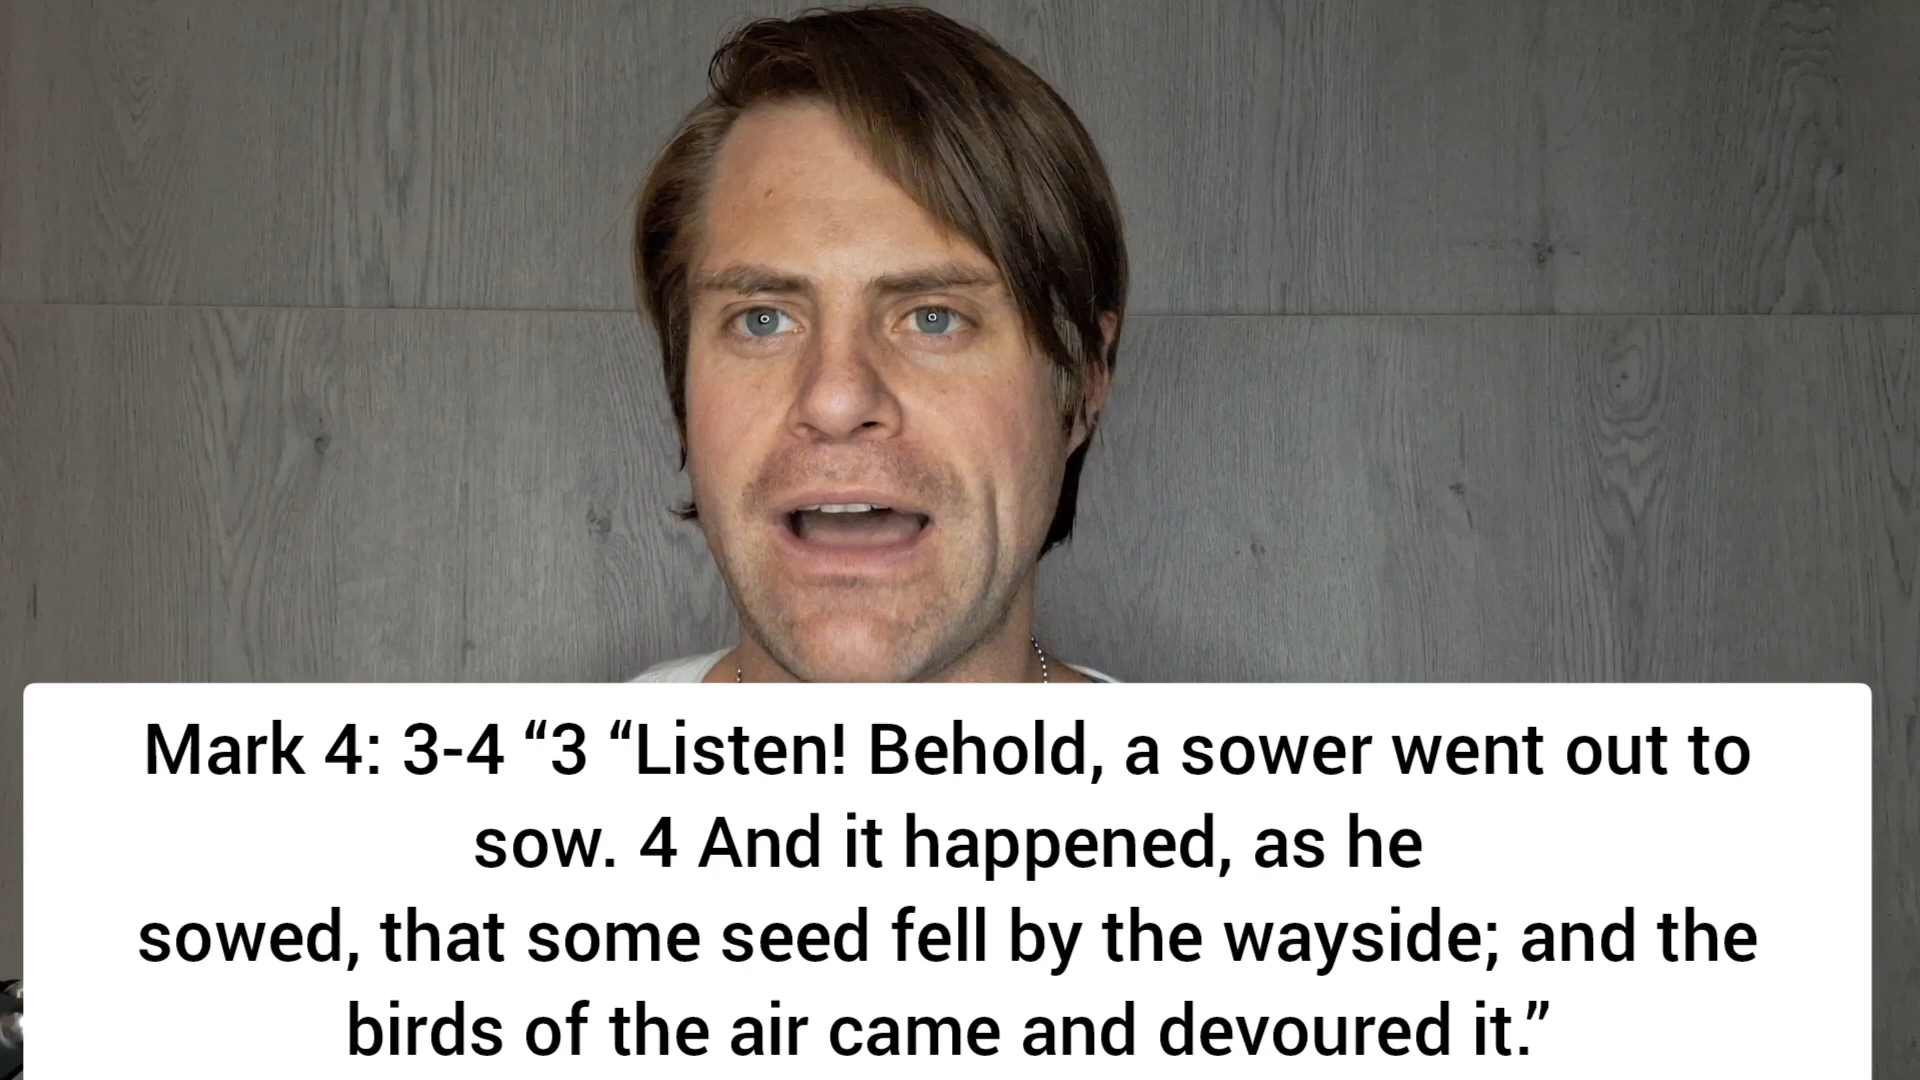 Mark 4: 3-4 “3 “Listen! Behold, a sower went out to
sow. 4 And it happened, as he
sowed, that some seed fell by the wayside; and the
birds of the air came and devoured it.”